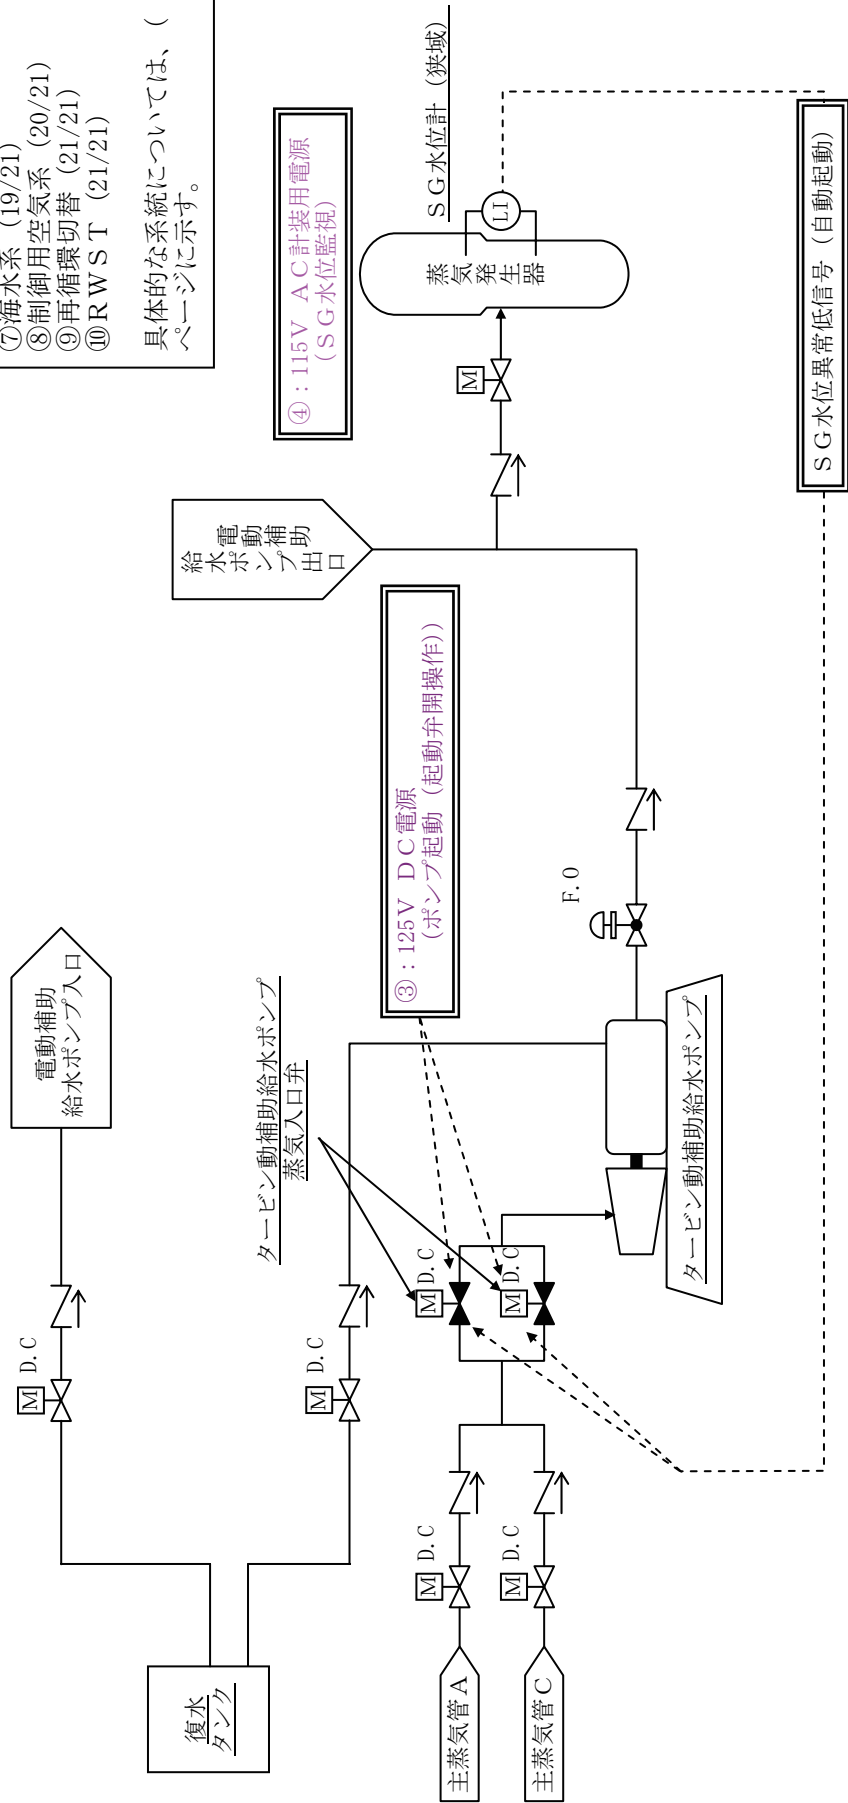 ⑦海水系（19/21）
⑧制御用空気系（20/21）
⑨再循環切替（21/21）
⑩ＲＷＳＴ（21/21）
具体的な系統については、（
ページに示す。
④：115V AC計装用電源
（ＳＧ水位監視）
ＳＧ水位計（狭域）
LI
蒸気
発生器
M
電動補助
給水ポンプ出口
③：125V DC電源
（ポンプ起動（起動弁開操作））
ＳＧ水位異常低信号（自動起動）
F.O
電動補助
給水ポンプ入口
タービン動補助給水ポンプ
蒸気入口弁
タービン動補助給水ポンプ
M D.C
M D.C
M D.C
M D.C
M D.C
M D.C
復水
タンク
主蒸気管Ａ
主蒸気管Ｃ